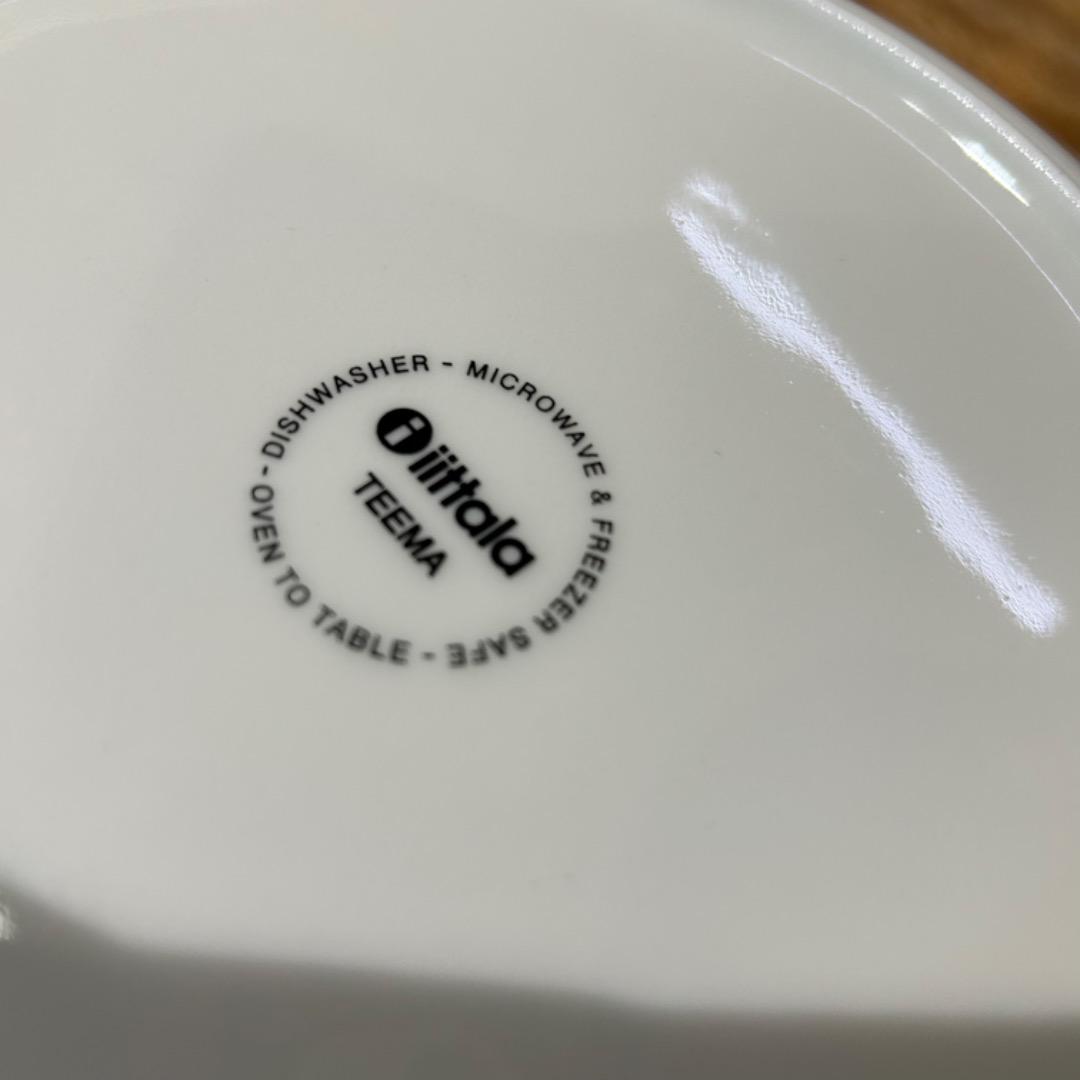 i iittala
TEEMA
DISHWASHER - MICROWAVE & FREEZER SAFE - OVEN TO TABLE -